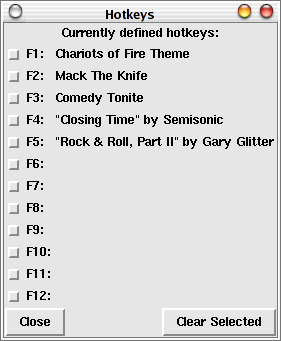 Hotkeys
Currently defined hotkeys:
F1: Chariots of Fire Theme
F2: Mack The Knife
F3: Comedy Tonite
F4: "Closing Time" by Semisonic
F5: "Rock & Roll, Part II" by Gary Glitter
F6:
F7:
F8:
F9:
F10:
F11:
F12:
Close Clear Selected